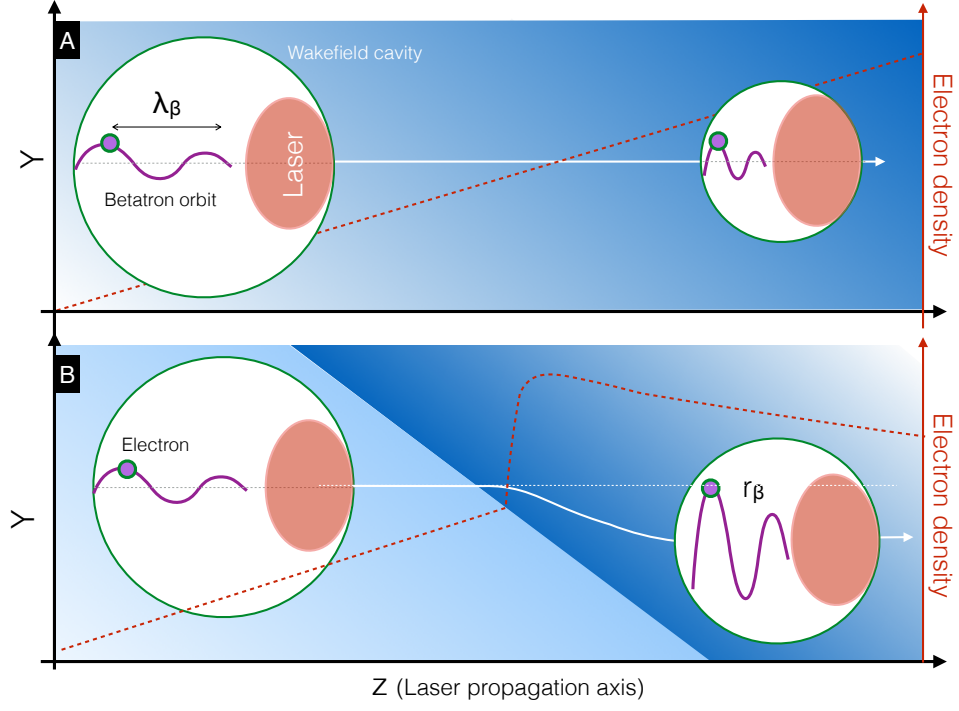 A
Wakefield cavity
λβ
Laser
Betatron orbit
Y
Electron density
B
Electron
rβ
Y
Electron density
Z (Laser propagation axis)